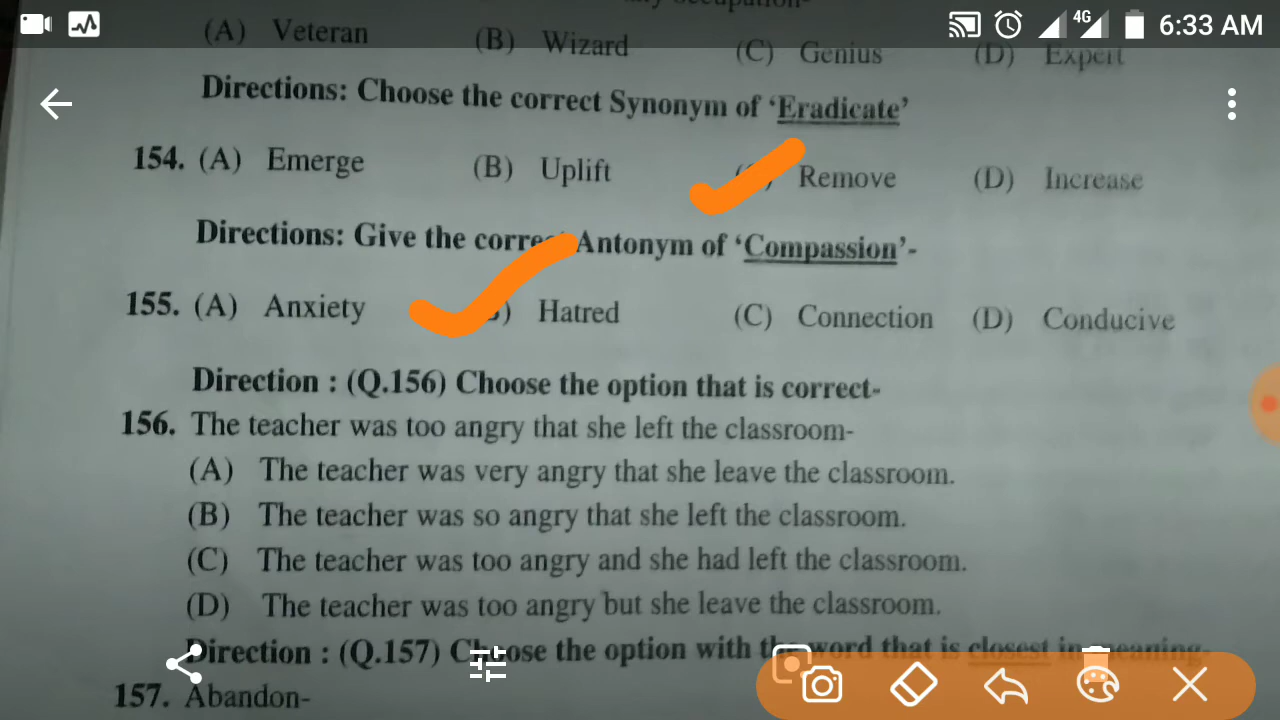 4G 6:33 AM
(A) Veteran (B) Wizard (C) Genius (D) Expert
Directions: Choose the correct Synonym of ‘Eradicate’
154. (A) Emerge (B) Uplift Remove (D) Increase
Directions: Give the correct Antonym of ‘Compassion’-
155. (A) Anxiety Hatred (C) Connection (D) Conducive
Direction : (Q.156) Choose the option that is correct-
156. The teacher was too angry that she left the classroom-
(A) The teacher was very angry that she leave the classroom.
(B) The teacher was so angry that she left the classroom.
(C) The teacher was too angry and she had left the classroom.
(D) The teacher was too angry but she leave the classroom.
Direction : (Q.157) Choose the option with the word that is closest in meaning-
157. Abandon-